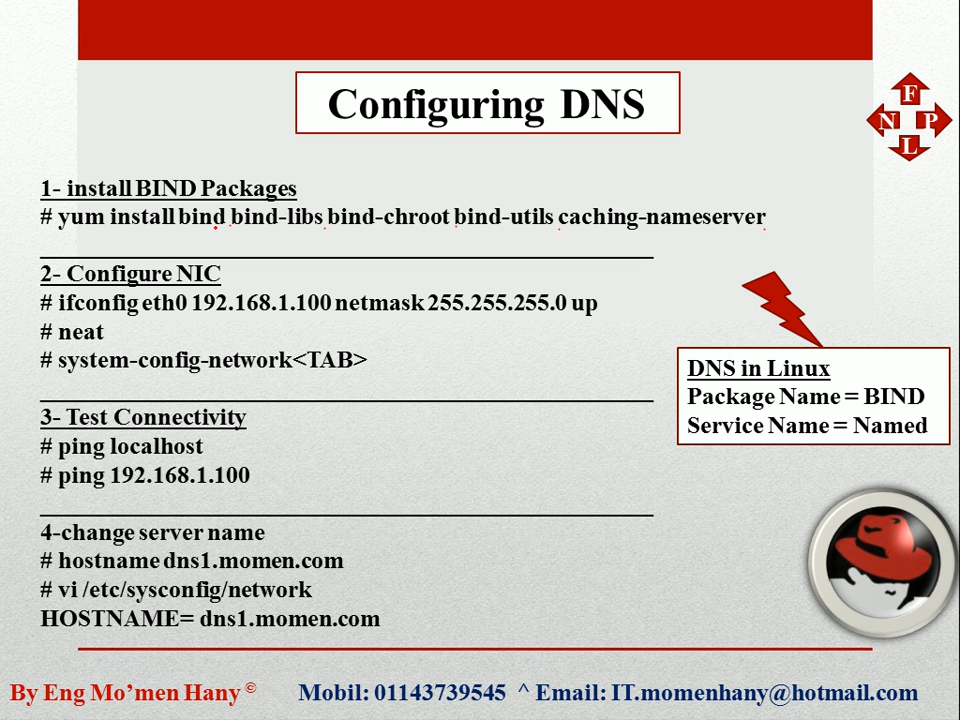 Configuring DNS
F
N P
L
1- install BIND Packages
# yum install bind bind-libs bind-chroot bind-utils caching-nameserver
2- Configure NIC
# ifconfig eth0 192.168.1.100 netmask 255.255.255.0 up
# neat
# system-config-network<TAB>
DNS in Linux
Package Name = BIND
Service Name = Named
3- Test Connectivity
# ping localhost
# ping 192.168.1.100
4-change server name
# hostname dns1.momen.com
# vi /etc/sysconfig/network
HOSTNAME= dns1.momen.com
By Eng Mo’men Hany © Mobil: 01143739545 ^ Email: IT.momenhany@hotmail.com